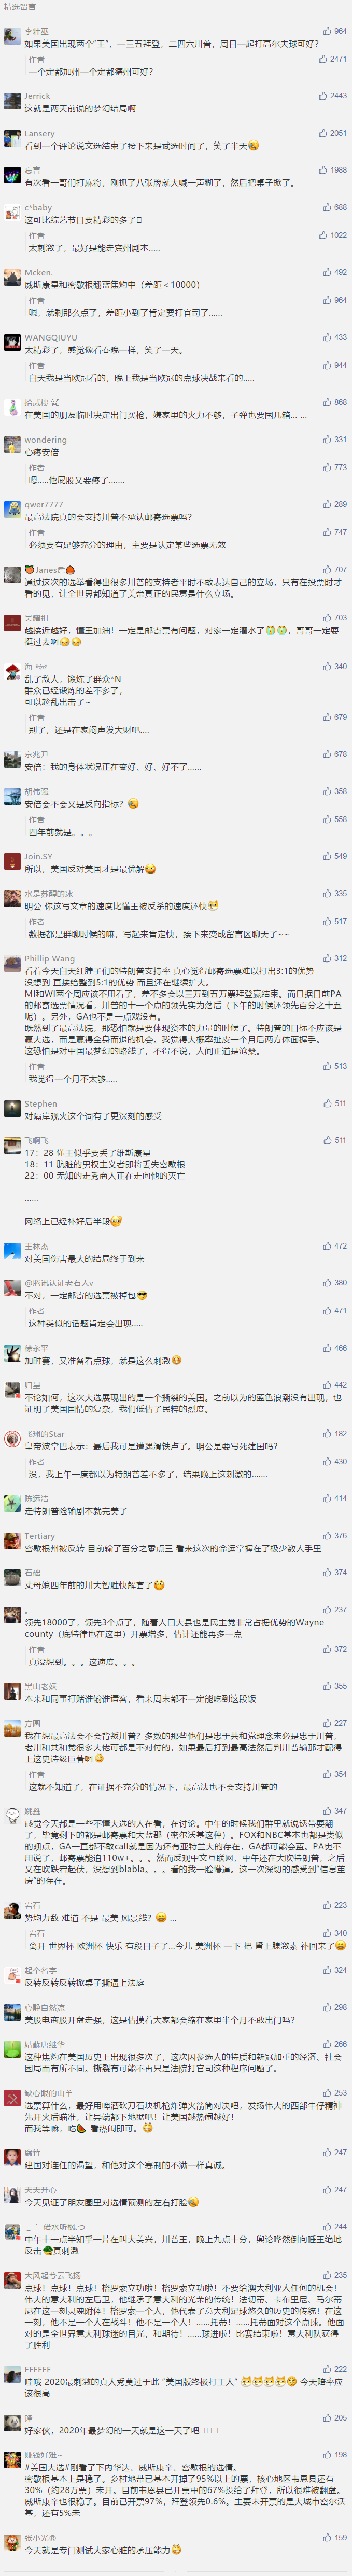 精选留言
李社巫
964
如果美国出现两个“王”，一三五拜登，二四六川普，周日一起打高尔夫球可好？
作者
2471
一个定都加州一个定都德州可好？
Jerrick
2443
这就是两天前说的梦幻结局啊
Lansery
2051
看到一个评论说文选结束了接下来是武选时间了，笑了半天
忘言
1988
有次看一哥们打麻将，刚抓了八张牌就大喊一声糊了，然后把桌子掀了。
c*baby
688
这可比综艺节目要精彩的多了
作者
1022
太刺激了，最好是能走宾州剧本.....
Mcken.
492
威斯康星和密歇根翻蓝焦灼中（差距＜10000）
作者
964
嗯，就剩那么点了，差距小到了肯定要打官司了......
WANGQIUYU
433
太精彩了，感觉像看春晚一样，笑了一天。
作者
944
白天我是当欧冠看的，晚上我是当欧冠的点球决战来看的.....
868
在美国的朋友临时决定出门买枪，嫌家里的火力不够，子弹也要囤几箱... ...
wondering
331
心疼安倍
作者
773
嗯.....他屁股又要疼了.......
qwer7777
289
最高法院真的会支持川普不承认邮寄选票吗？
作者
747
必须要有足够充分的理由，主要是认定某些选票无效
Janes
707
通过这次的选举看得出很多川普的支持者平时不敢表达自己的立场，只有在投票时才
看的见，让全世界都知道了美帝真正的民意是什么立场。
吴耀祖
703
越接近越好，懂王加油！一定是邮寄票有问题，对家一定灌水了，哥哥一定要
挺过去啊
海
340
乱了敌人，锻炼了群众*N
群众已经锻炼的差不多了，
可以趁乱出击了~
作者
679
别了，还是在家闷声发大财吧....
京兆尹
678
安倍：我的身体状况正在变好、好、好不了......
胡伟强
358
安倍会不会又是反向指标？
作者
558
四年前就是。。。
Join.SY
549
所以，美国反对美国才是最优解
水是苏醒的冰
335
明公 你这写文章的速度比懂王被反杀的速度还快
作者
517
数据都是群聊时候的嘛，写起来肯定快，接下来变成留言区聊天了~~
Phillip Wang
312
看看今天白天红脖子们的特朗普支持率 真心觉得邮寄选票难以打出3:1的优势
没想到 直接给整到5:1的优势 而且还在继续扩大。
MI和WI两个周应该不用看了，差不多会以三万到五万票拜登赢结束。而且据目前PA
的邮寄选票情况看，川普的十一个点的领先实为落后（下午的时候还领先百分之十五
呢）。另外，GA也不是一点戏没有。
既然到了最高法院，那恐怕就是要体现资本的力量的时候了。特朗普的目标不应该是
赢大选，而是赢得全身而退的机会。我觉得大概率扯皮一个月后两方体面握手。
这恐怕是对中国最梦幻的路线了，不得不说，人间正道是沧桑。
作者
513
我觉得一个月不太够.....
Stephen
511
对隔岸观火这个词有了更深刻的感受
飞啊飞
511
17：28 懂王似乎要丢了维斯康星
18：11 肮脏的男权主义者即将丢失密歇根
22：00 无知的走秀商人正在走向他的灭亡
......
网络上已经补好后半段
王林杰
472
对美国伤害最大的结局终于到来
@腾讯认证老石人v
380
不对，一定邮寄的选票被掉包
作者
471
这种类似的话题肯定会出现.....
徐永平
466
加时赛，又准备看点球，就是这么刺激
归星
442
不论如何，这次大选展现出的是一个撕裂的美国。之前以为的蓝色浪潮没有出现，也
证明了美国国情的复杂，我们低估了民粹的烈度。
飞翔的Star
182
皇帝波拿巴表示：最后我可是遭遇滑铁卢了。明公是要写死建国吗？
作者
430
没，我上午一度都以为特朗普差不多了，结果晚上这刺激的.......
陈远浩
414
走特朗普险输剧本就完美了
Tertiary
376
密歇根州被反转 目前输了百分之零点三 看来这次的命运掌握在了极少数人手里
石础
374
丈母娘四年前的川大智胜快解套了
。
237
领先18000了，领先3个点了，随着人口大县也是民主党非常占据优势的Wayne
county（底特律也在这里）开票增多，估计还能再多一点
作者
372
真没想到。。。这速度。。。
黑山老妖
355
本来和同事打赌谁输谁请客，看来周末都不一定能吃到这段饭
方圆
227
我在想最高法会不会背叛川普？多数的那些他们是忠于共和党理念未必是忠于川普，
老川和共和党很多大佬可都是不对付的，如果最后打到最高法然后判川普输那才配得
上这史诗级巨著啊
作者
354
这就不知道了，在证据不充分的情况下，最高法也不会支持川普的
姚鑫
347
感觉今天都是一些不懂大选的人在看，在讨论。中午的时候我们群里就说锈带要翻
了，毕竟剩下的都是邮寄票和大蓝郡（密尔沃基这种）。FOX和NBC基本也都是类似
的观点，GA一直都不敢call就是因为还有亚特兰大的存在，GA都可能会蓝。PA更不
用说了，邮寄票能追110w+。。。然而反观中文互联网，中午还在大吹特朗普，之后
又在吹跌宕起伏，没想到blabla。。。看的我一脸懵逼。这一次深切的感受到“信息茧
房”的存在。
岩石
223
势均力敌 难道 不是 最美 风景线？ ...
岩石
340
离开 世界杯 欧洲杯 快乐 有段日子了...今儿 美洲杯 一下 把 肾上腺激素 补回来了
起个名字
324
反转反转反转掀桌子撕逼上法庭
心静自然凉
298
美股电商股开盘走强，这是估摸着大家都会缩在家里半个月不敢出门吗？
姑蘇唐继华
266
这种焦灼在美国历史上出现很多次了，这次因参选人的特质和新冠加重的经济、社会
困局而有所不同。撕裂有可能不再只是法院打官司这种程序问题了。
缺心眼的山羊
253
选票算什么，最好用啤酒砍刀石块机枪炸弹火箭筒对决吧，发扬伟大的西部牛仔精神
先开火后瞄准，让异端都下地狱吧！让美国越热闹越好！
而我等嘛，吃 看热闹即可。
腐竹
247
建国对连任的渴望，和他对这个赛制的不满一样真诚。
天天开心
247
今天见证了朋友圈里对选情预测的左右打脸
244
中午十一点半知乎一片在叫大美兴，川普王，晚上九点十分，舆论哗然倒向睡王绝地
反击真刺激
大风起兮云飞扬
235
点球！点球！点球！格罗索立功啦！格罗索立功啦！不要给澳大利亚人任何的机会！
伟大的意大利的左后卫，他继承了意大利的光荣的传统！法切蒂、卡布里尼、马尔蒂
尼在这一刻灵魂附体！格罗索一个人，他代表了意大利足球悠久的历史的传统！在这
一刻，他不是一个人在战斗！他不是一个人！......托蒂！......托蒂面对这个点球。他面
对的是全世界意大利球迷的目光，和期待！......球进啦！比赛结束啦！意大利队获得
了胜利
FFFFFF
222
哇哦 2020最刺激的真人秀莫过于此 “美国版终极打工人” 今天赔率应
该很高
锋
205
好家伙，2020年最梦幻的一天就是这一天了吧
赚钱好难~
198
#美国大选#刚看了下内华达、威斯康辛、密歇根的选情。
密歇根基本上是稳了。乡村地带已基本开掉了95%以上的票，核心地区韦恩县还有
30%（约28万票）未开。目前韦恩县已开票中的67%投给了拜登，所以很难被翻盘。
威斯康辛也很稳了。目前已开票97%，拜登领先0.6%。主要未开票的是大城市密尔沃
基，还有5%未
张小光®
159
今天就是专门测试大家心脏的承压能力